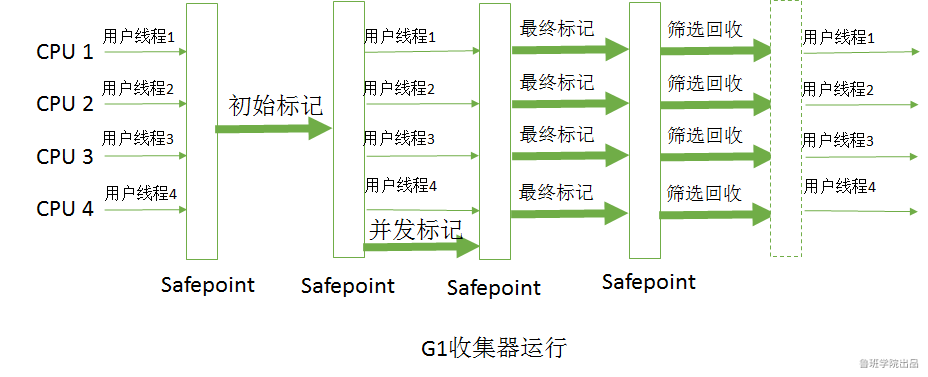 CPU 1 用户线程1 用户线程1 最终标记 筛选回收 用户线程1
CPU 2 用户线程2 初始标记 用户线程2 最终标记 筛选回收 用户线程2
CPU 3 用户线程3 用户线程3 最终标记 筛选回收 用户线程3
CPU 4 用户线程4 用户线程4 最终标记 筛选回收 用户线程4
并发标记
Safepoint Safepoint Safepoint Safepoint
G1收集器运行
鲁班学院出品